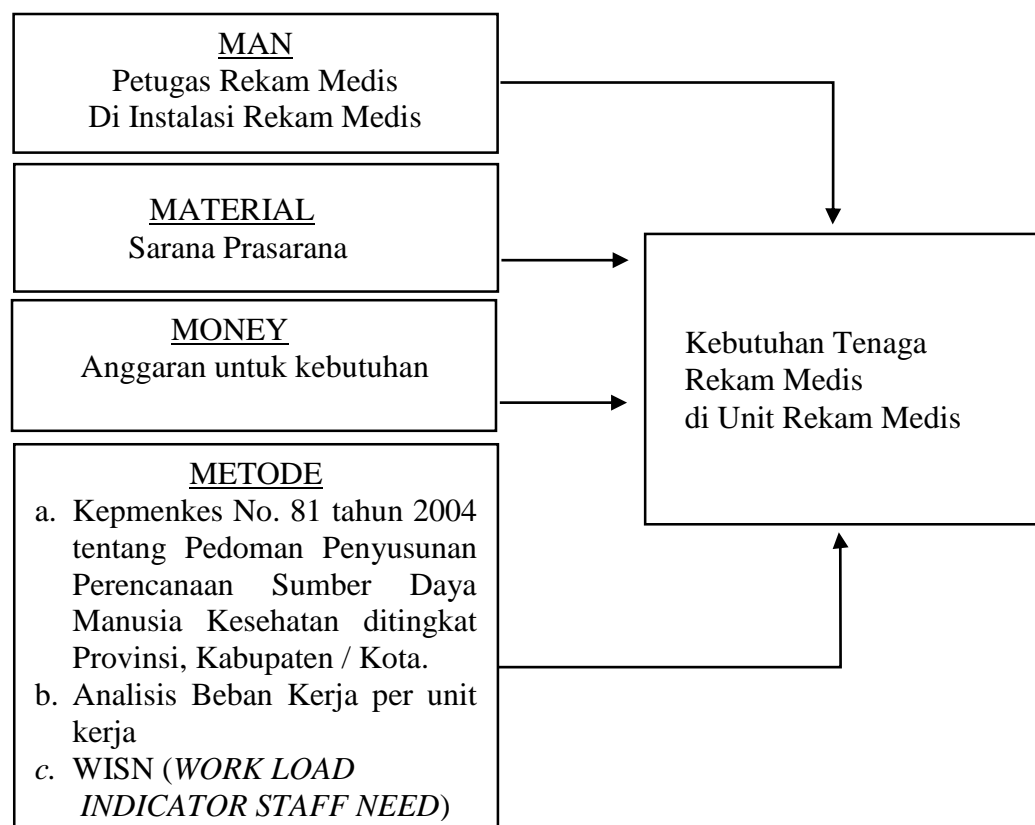 MAN
Petugas Rekam Medis
Di Instalasi Rekam Medis
MATERIAL
Sarana Prasarana
MONEY
Anggaran untuk kebutuhan
METODE
a. Kepmenkes No. 81 tahun 2004
tentang Pedoman Penyusunan
Perencanaan Sumber Daya
Manusia Kesehatan ditingkat
Provinsi, Kabupaten / Kota.
b. Analisis Beban Kerja per unit
kerja
c. WISN (WORK LOAD
INDICATOR STAFF NEED)
Kebutuhan Tenaga
Rekam Medis
di Unit Rekam Medis